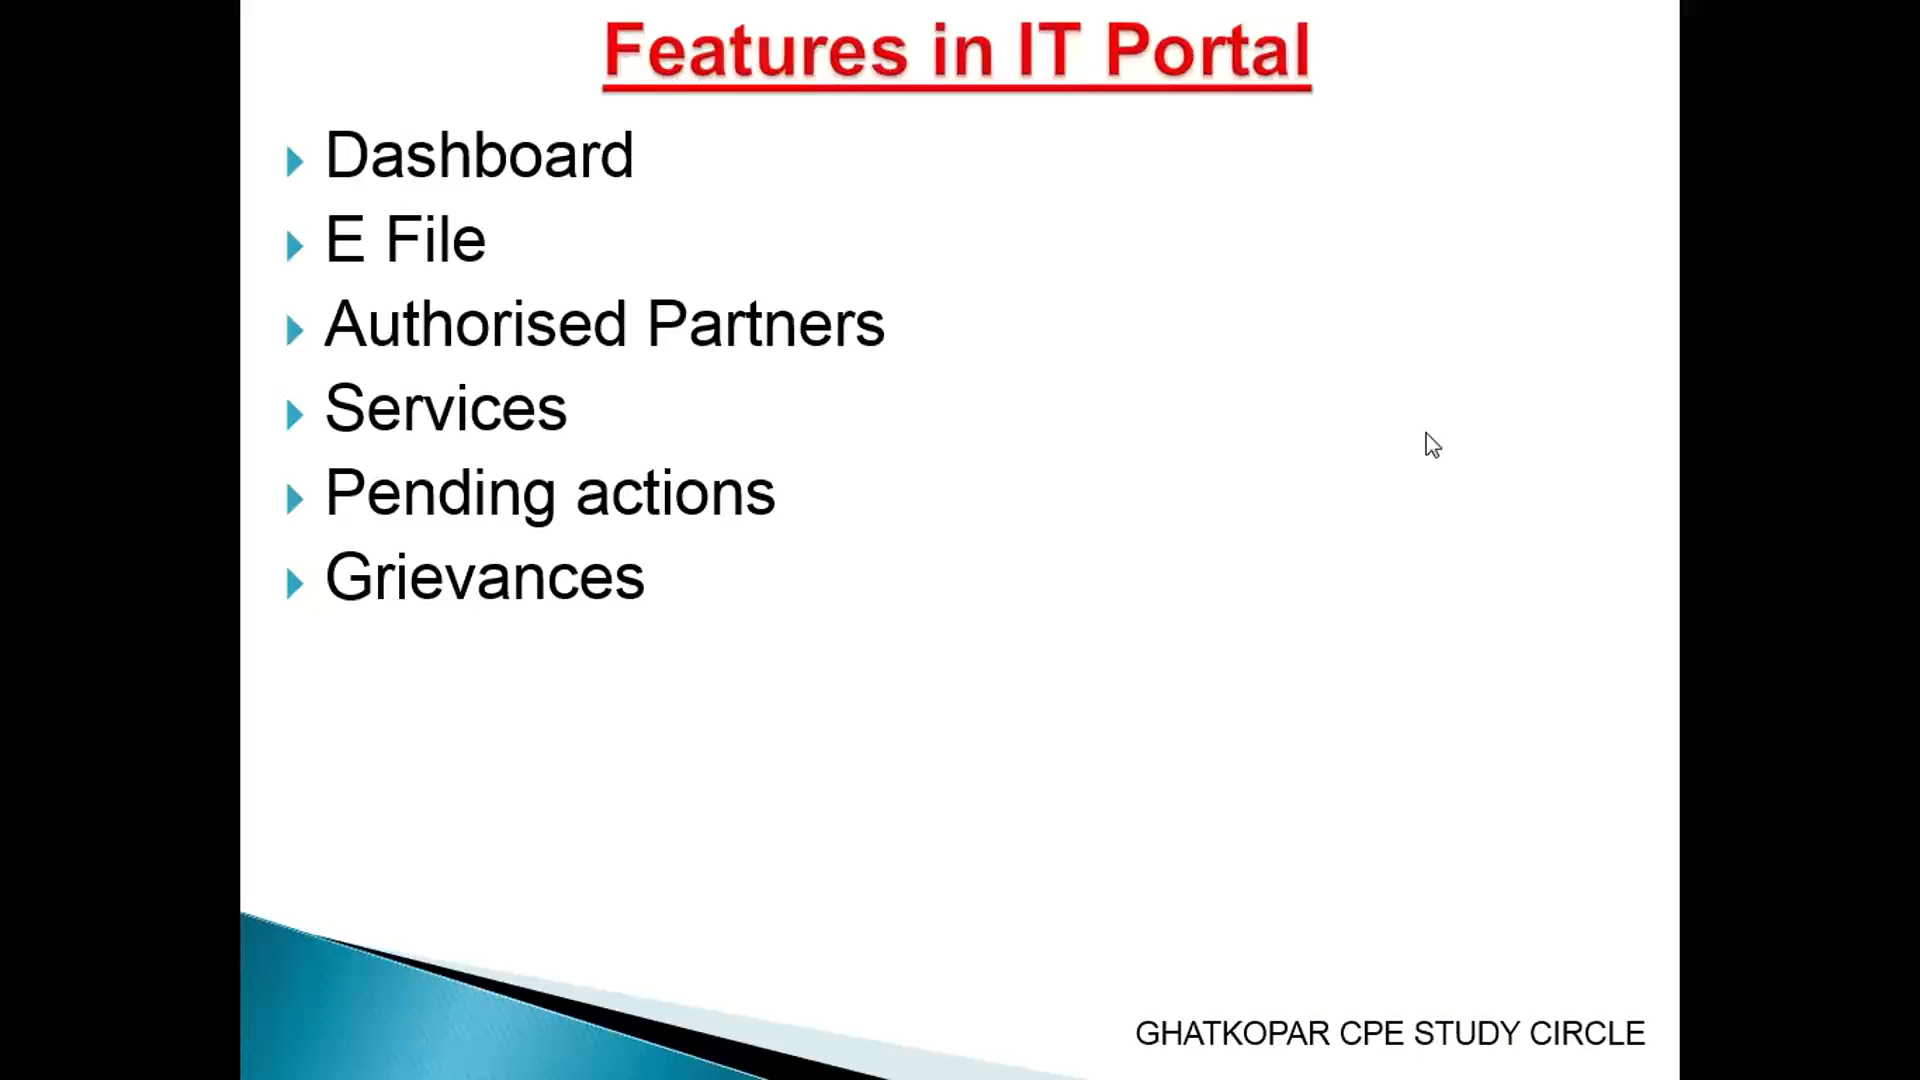 Features in IT Portal
Dashboard
E File
Authorised Partners
Services
Pending actions
Grievances
GHATKOPAR CPE STUDY CIRCLE